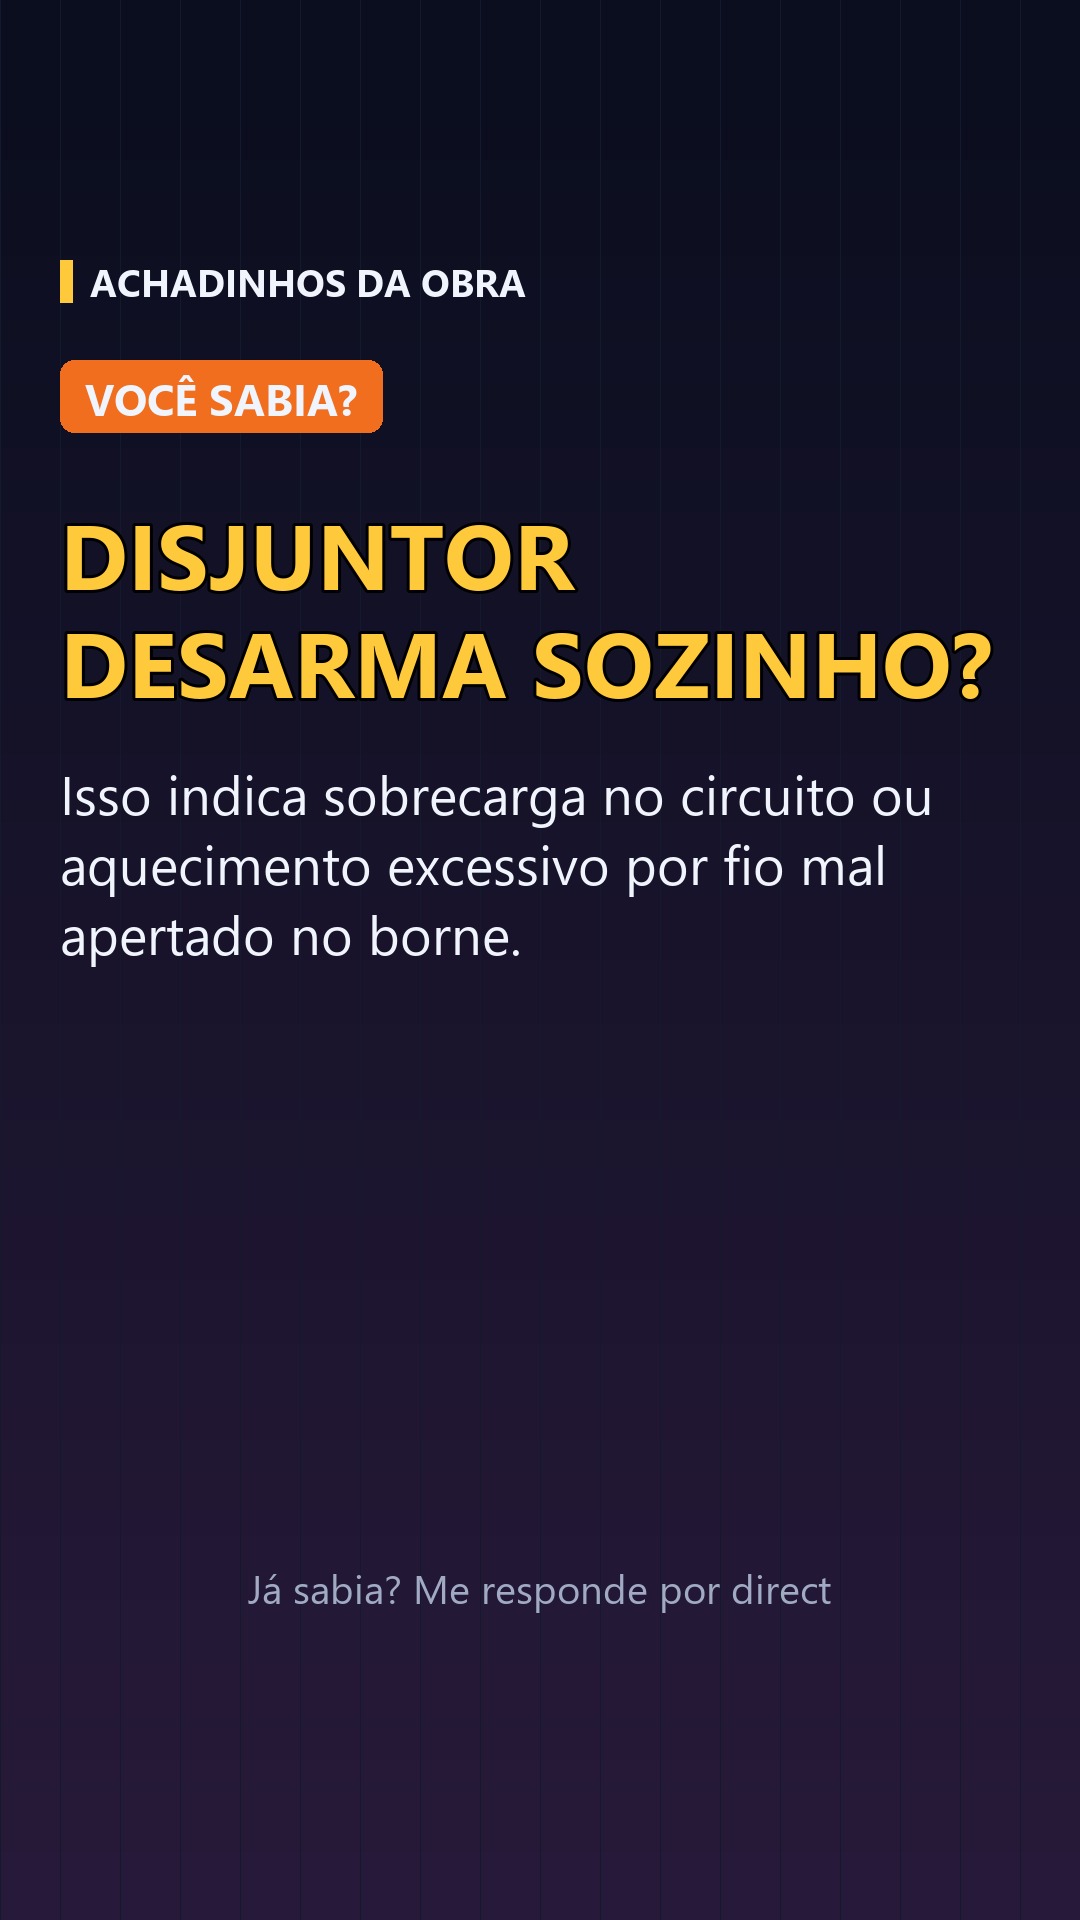 ACHADINHOS DA OBRA
VOCÊ SABIA?
DISJUNTOR
DESARMA SOZINHO?
Isso indica sobrecarga no circuito ou
aquecimento excessivo por fio mal
apertado no borne.
Já sabia? Me responde por direct